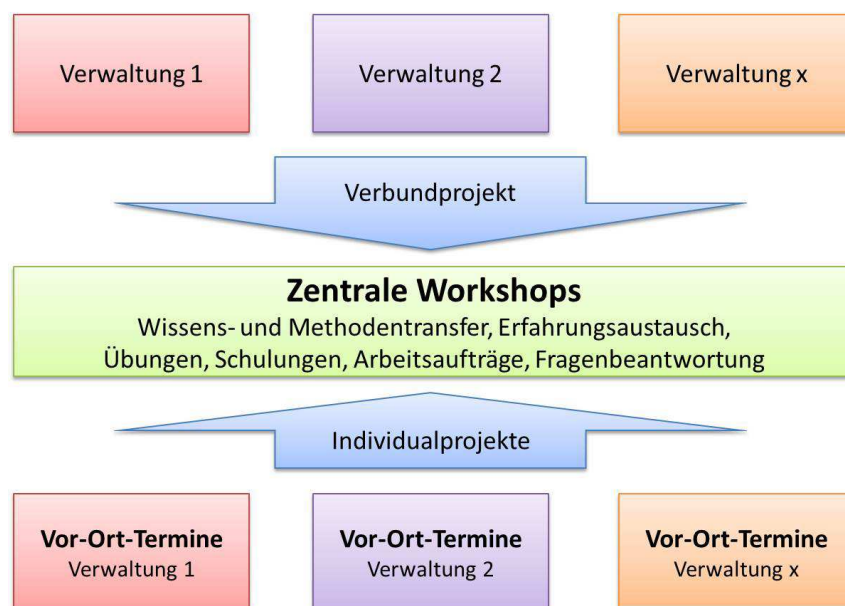 Verwaltung 1
Verwaltung 2
Verwaltung x
Verbundprojekt
Zentrale Workshops
Wissens- und Methodentransfer, Erfahrungsaustausch,
Übungen, Schulungen, Arbeitsaufträge, Fragenbeantwortung
Individualprojekte
Vor-Ort-Termine
Verwaltung 1
Vor-Ort-Termine
Verwaltung 2
Vor-Ort-Termine
Verwaltung x